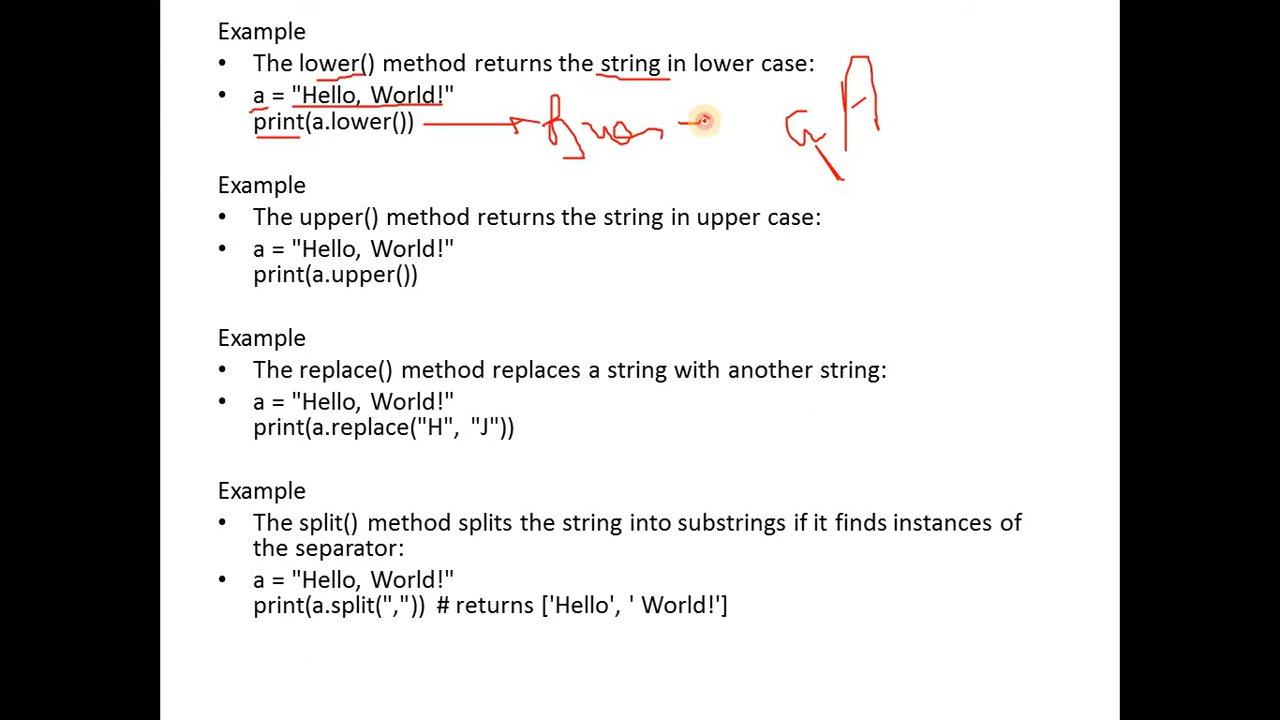 Example
• The lower() method returns the string in lower case:
• a = "Hello, World!"
print(a.lower())
Example
• The upper() method returns the string in upper case:
• a = "Hello, World!"
print(a.upper())
Example
• The replace() method replaces a string with another string:
• a = "Hello, World!"
print(a.replace("H", "J"))
Example
• The split() method splits the string into substrings if it finds instances of
the separator:
• a = "Hello, World!"
print(a.split(",")) # returns ['Hello', ' World!']